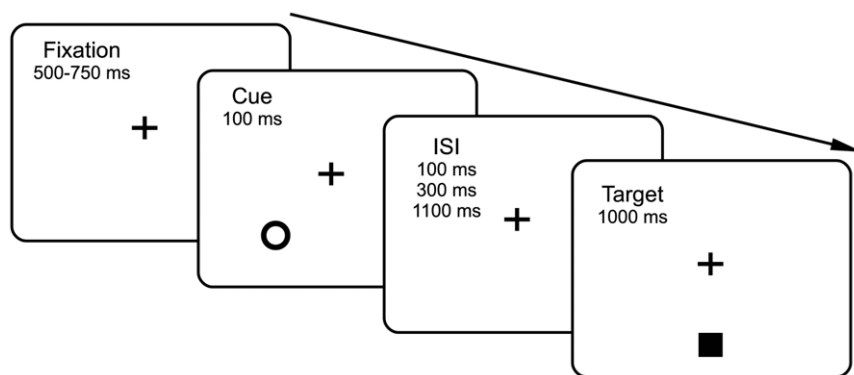 Fixation
500-750 ms
Cue
100 ms
ISI
100 ms
300 ms
1100 ms
Target
1000 ms